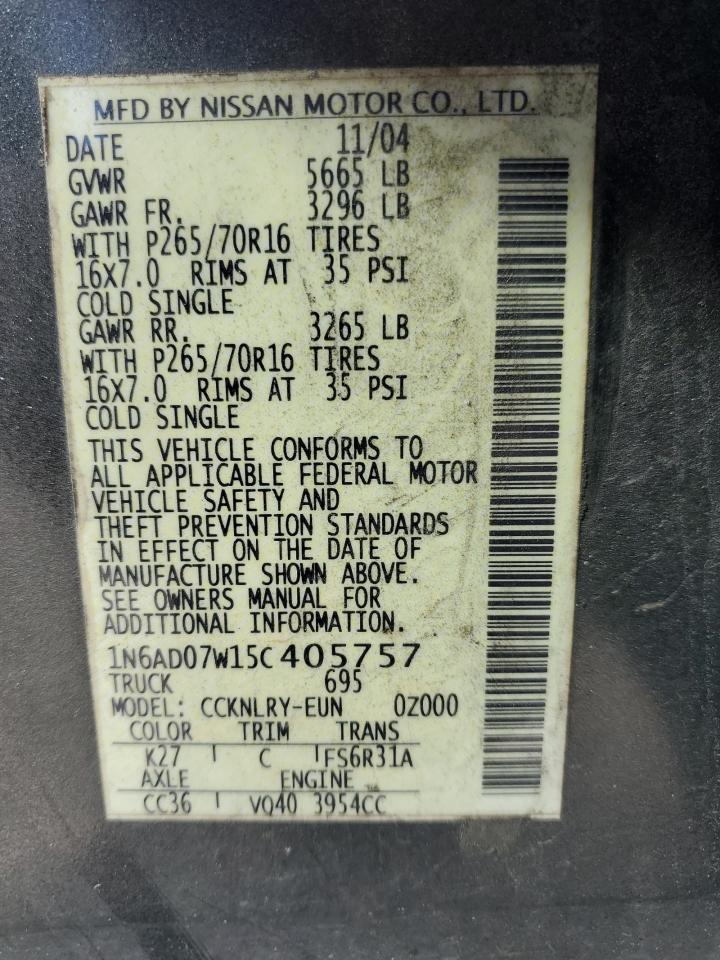 MFD BY NISSAN MOTOR CO., LTD.
DATE 11/04
GVWR 5665 LB
GAWR FR. 3296 LB
WITH P265/70R16 TIRES
16X7.0 RIMS AT 35 PSI
COLD SINGLE
GAWR RR. 3265 LB
WITH P265/70R16 TIRES
16X7.0 RIMS AT 35 PSI
COLD SINGLE
THIS VEHICLE CONFORMS TO
ALL APPLICABLE FEDERAL MOTOR
VEHICLE SAFETY AND
THEFT PREVENTION STANDARDS
IN EFFECT ON THE DATE OF
MANUFACTURE SHOWN ABOVE.
SEE OWNERS MANUAL FOR
ADDITIONAL INFORMATION.
1N6AD07W15C405757
TRUCK 695
MODEL: CCKNLRY-EUN 0Z000
COLOR TRIM TRANS
K27 C FS6R31A
AXLE ENGINE
CC36 VQ40 3954CC